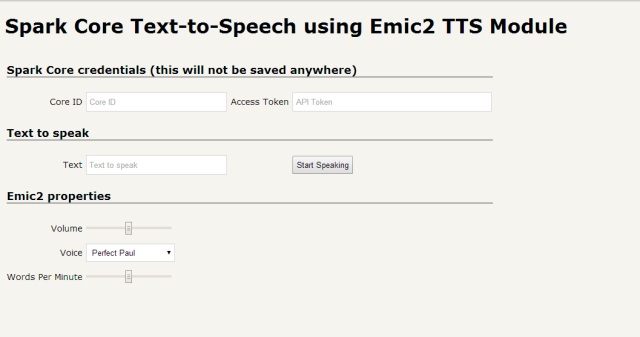 Spark Core Text-to-Speech using Emic2 TTS Module
Spark Core credentials (this will not be saved anywhere)
Core ID Core ID Access Token API Token
Text to speak
Text Text to speak Start Speaking
Emic2 properties
Volume
Voice Perfect Paul
Words Per Minute